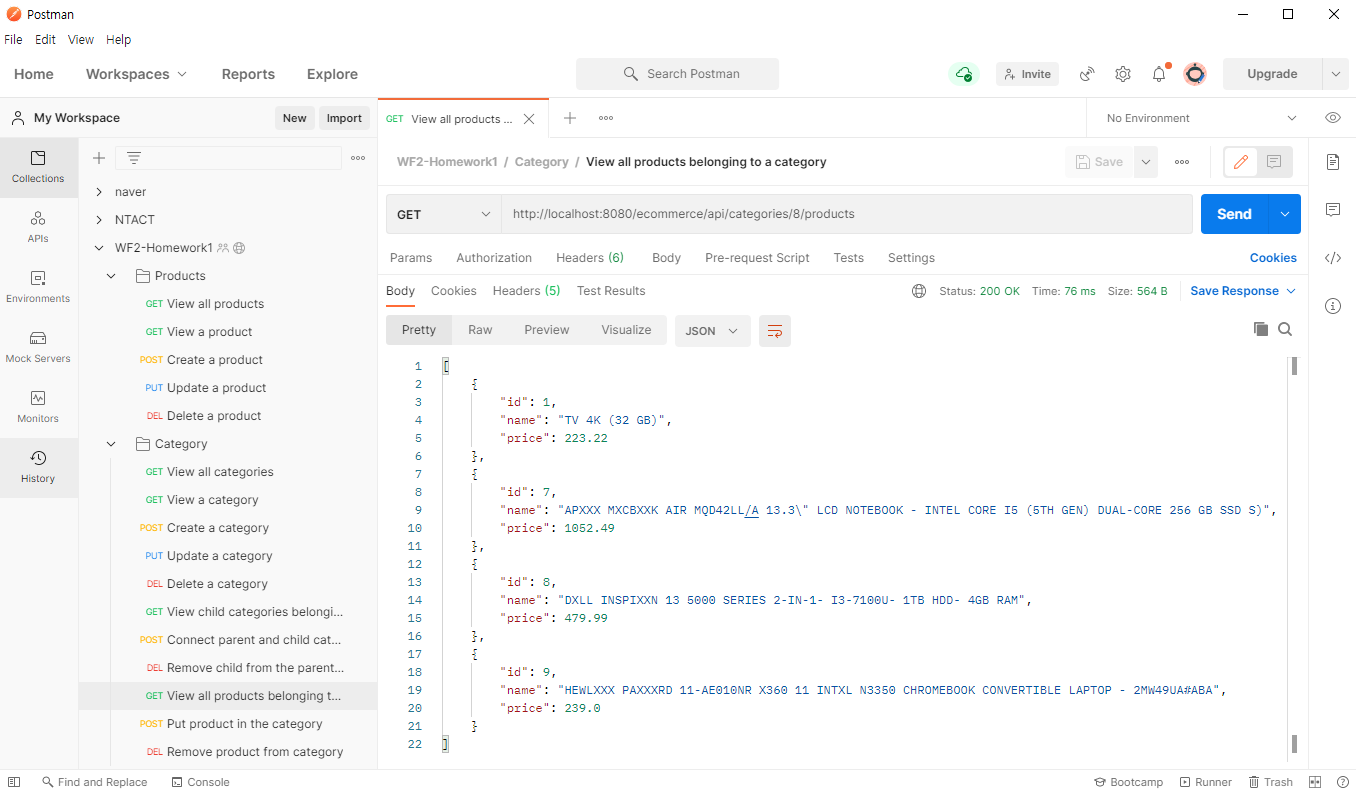 Postman
File Edit View Help
Home Workspaces Reports Explore Search Postman Invite Upgrade
My Workspace New Import
GET View all products ... No Environment
Collections
APIs
Environments
Mock Servers
Monitors
History
naver
NTACT
WF2-Homework1
Products
GET View all products
GET View a product
POST Create a product
PUT Update a product
DEL Delete a product
Category
GET View all categories
GET View a category
POST Create a category
PUT Update a category
DEL Delete a category
GET View child categories belongi...
POST Connect parent and child cat...
DEL Remove child from the parent...
GET View all products belonging t...
POST Put product in the category
DEL Remove product from category
WF2-Homework1 / Category / View all products belonging to a category Save
GET http://localhost:8080/ecommerce/api/categories/8/products Send
Params Authorization Headers (6) Body Pre-request Script Tests Settings Cookies
Body Cookies Headers (5) Test Results Status: 200 OK Time: 76 ms Size: 564 B Save Response
Pretty Raw Preview Visualize JSON
1 [
2 {
3 "id": 1,
4 "name": "TV 4K (32 GB)",
5 "price": 223.22
6 },
7 {
8 "id": 7,
9 "name": "APXXX MXCBXXK AIR MQD42LL/A 13.3\" LCD NOTEBOOK - INTEL CORE I5 (5TH GEN) DUAL-CORE 256 GB SSD S)",
10 "price": 1052.49
11 },
12 {
13 "id": 8,
14 "name": "DXLL INSPIXXN 13 5000 SERIES 2-IN-1- I3-7100U- 1TB HDD- 4GB RAM",
15 "price": 479.99
16 },
17 {
18 "id": 9,
19 "name": "HEWLXXX PAXXXRD 11-AE010NR X360 11 INTXL N3350 CHROMEBOOK CONVERTIBLE LAPTOP - 2MW49UA#ABA",
20 "price": 239.0
21 }
22 ]
Find and Replace Console Bootcamp Runner Trash